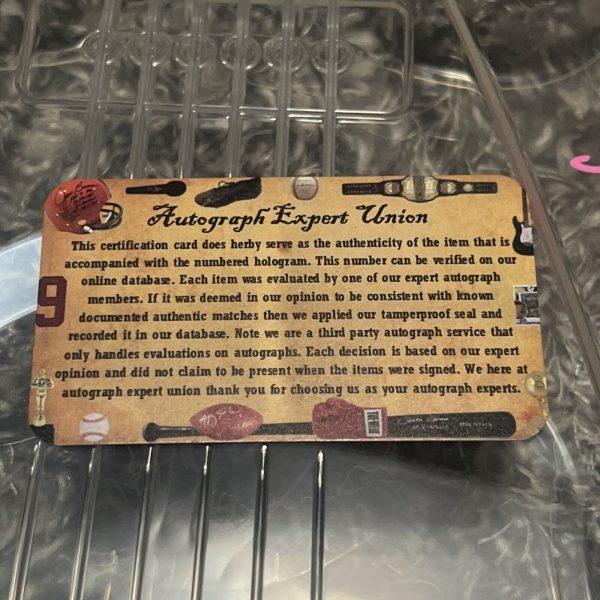 Autograph Expert Union
This certification card does herby serve as the authenticity of the item that is
accompanied with the numbered hologram. This number can be verified on our
online database. Each item was evaluated by one of our expert autograph
members. If it was deemed in our opinion to be consistent with known
documented authentic matches then we applied our tamperproof seal and
recorded it in our database. Note we are a third party autograph service that
only handles evaluations on autographs. Each decision is based on our expert
opinion and did not claim to be present when the items were signed. We here at
autograph expert union thank you for choosing us as your autograph experts.
9